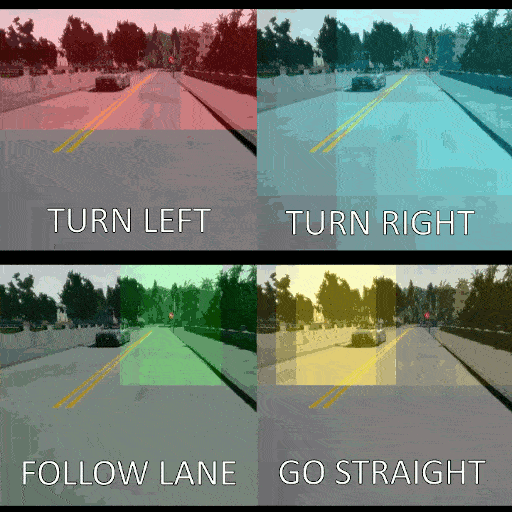 TURN LEFT
TURN RIGHT
FOLLOW LANE
GO STRAIGHT